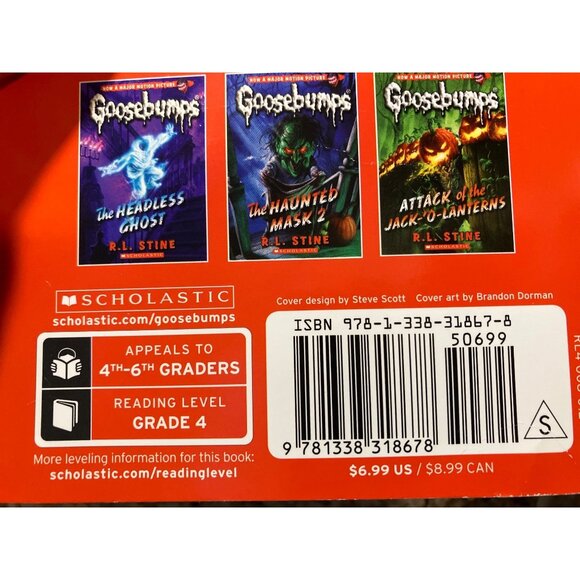 NOW A MAJOR MOTION PICTURE
Goosebumps
The HEADLESS
GHOST
R.L. STINE
SCHOLASTIC
NOW A MAJOR MOTION PICTURE
Goosebumps
The HAUNTED
MASK 2
R.L. STINE
SCHOLASTIC
NOW A MAJOR MOTION PICTURE
Goosebumps
ATTACK of the
JACK-'O-LANTERNS
R.L. STINE
SCHOLASTIC
SCHOLASTIC
scholastic.com/goosebumps
Cover design by Steve Scott Cover art by Brandon Dorman
APPEALS TO
4TH–6TH GRADERS
READING LEVEL
GRADE 4
More leveling information for this book:
scholastic.com/readinglevel
ISBN 978-1-338-31867-8
50699
9 781338 318678
$6.99 US / $8.99 CAN
S